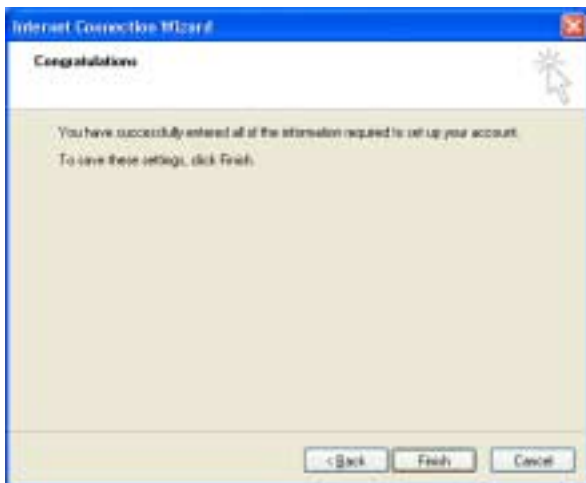 Internet Connection Wizard
Congratulations
You have successfully entered all of the information required to set up your account.
To save these settings, click Finish.
< Back
Finish
Cancel